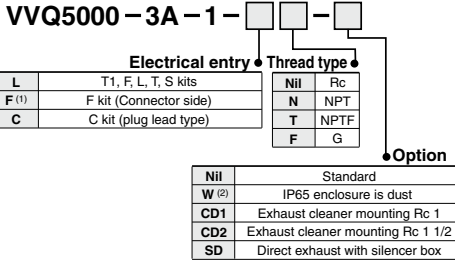 VVQ5000-3A-1-□□-□
Electrical entry
L T1, F, L, T, S kits
F (1) F kit (Connector side)
C C kit (plug lead type)
Thread type
Nil Rc
N NPT
T NPTF
F G
Option
Nil Standard
W (2) IP65 enclosure is dust
CD1 Exhaust cleaner mounting Rc 1
CD2 Exhaust cleaner mounting Rc 1 1/2
SD Direct exhaust with silencer box